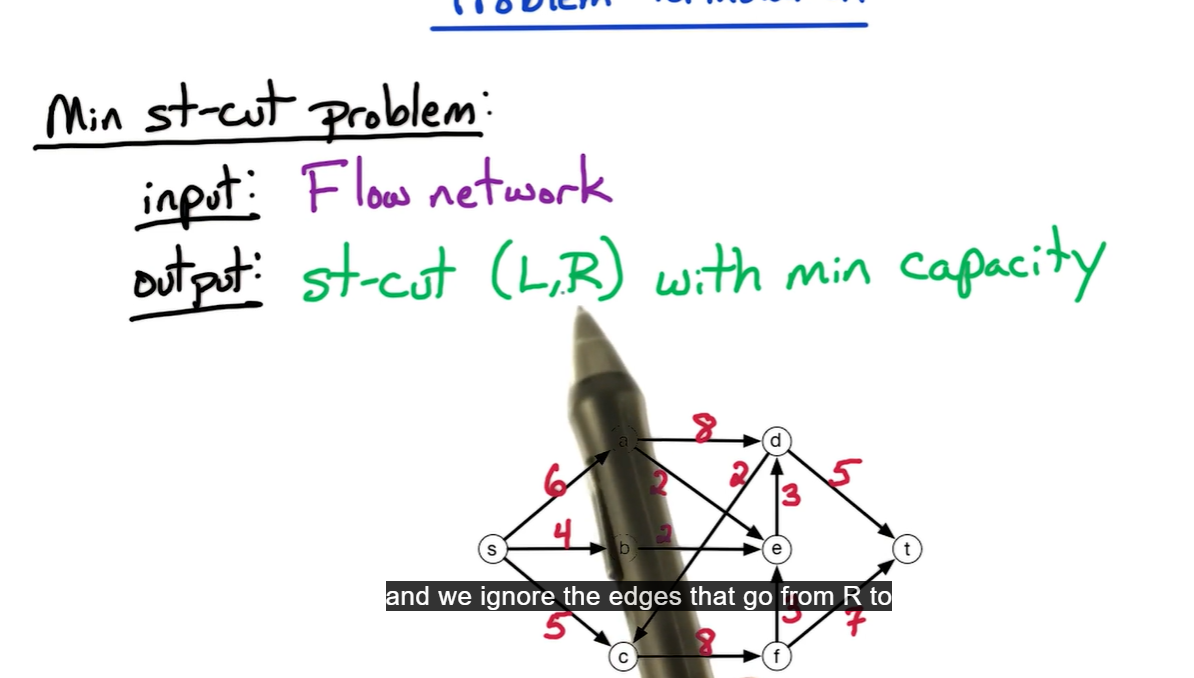 Min st-cut problem:
input: Flow network
output: st-cut (L,R) with min capacity
a 8 d
6 2 2 3 5
s 4 b 2 e t
and we ignore the edges that go from R to
5 3 7
c 8 f